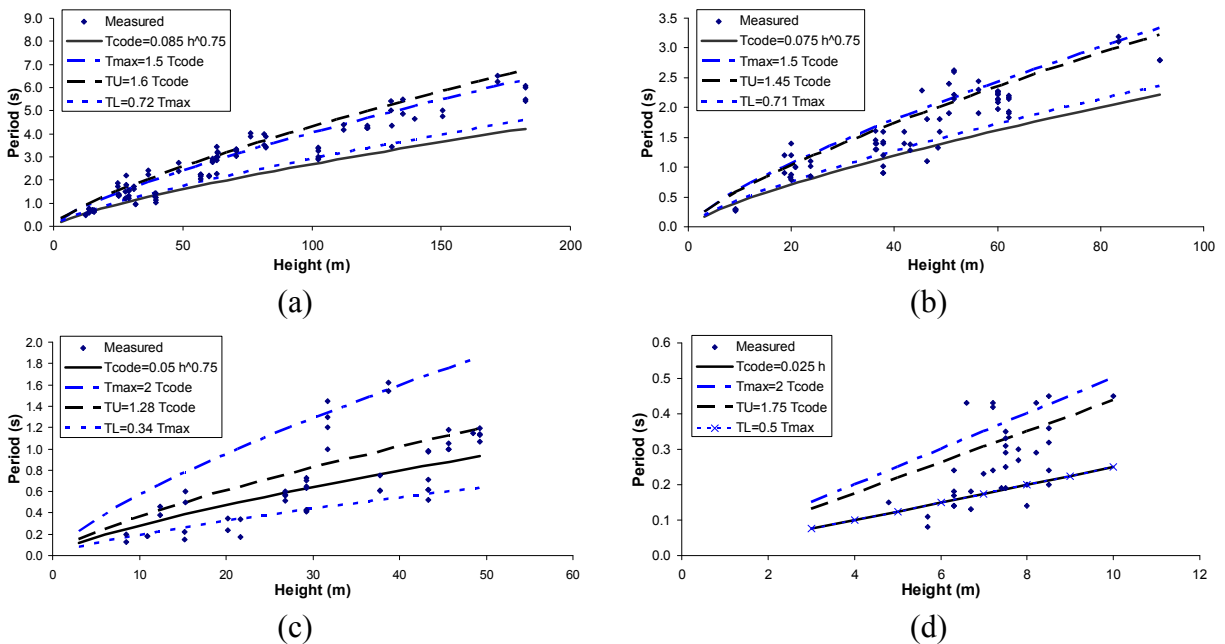 Measured
Tcode=0.085 h^0.75
Tmax=1.5 Tcode
TU=1.6 Tcode
TL=0.72 Tmax
Period (s)
9.0
8.0
7.0
6.0
5.0
4.0
3.0
2.0
1.0
0.0
0
50
100
150
200
Height (m)
(a)
Measured
Tcode=0.075 h^0.75
Tmax=1.5 Tcode
TU=1.45 Tcode
TL=0.71 Tmax
Period (s)
3.5
3.0
2.5
2.0
1.5
1.0
0.5
0.0
0
20
40
60
80
100
Height (m)
(b)
Measured
Tcode=0.05 h^0.75
Tmax=2 Tcode
TU=1.28 Tcode
TL=0.34 Tmax
Period (s)
2.0
1.8
1.6
1.4
1.2
1.0
0.8
0.6
0.4
0.2
0.0
0
10
20
30
40
50
60
Height (m)
(c)
Measured
Tcode=0.025 h
Tmax=2 Tcode
TU=1.75 Tcode
TL=0.5 Tmax
Period (s)
0.6
0.5
0.4
0.3
0.2
0.1
0.0
0
2
4
6
8
10
12
Height (m)
(d)